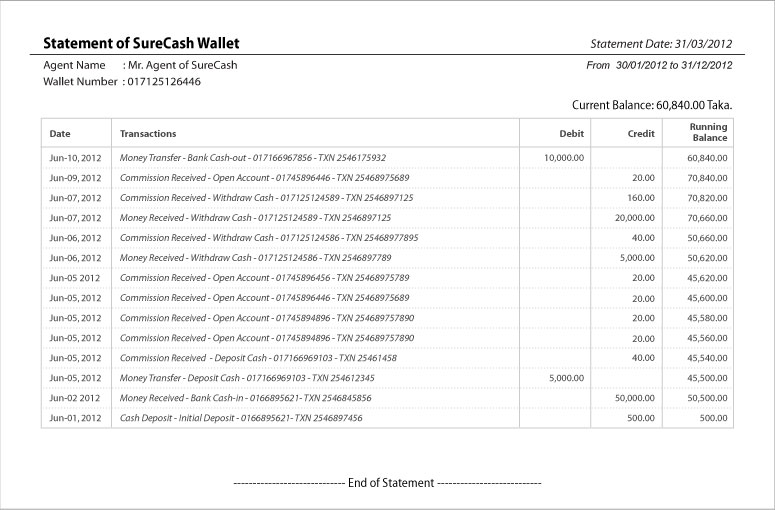 Statement of SureCash Wallet
Statement Date: 31/03/2012
Agent Name : Mr. Agent of SureCash
From 30/01/2012 to 31/12/2012
Wallet Number : 017125126446
Current Balance: 60,840.00 Taka.
Date Transactions Debit Credit Running Balance
Jun-10, 2012 Money Transfer - Bank Cash-out - 017166967856 - TXN 2546175932 10,000.00 60,840.00
Jun-09, 2012 Commission Received - Open Account - 01745896446 - TXN 25468975689 20.00 70,840.00
Jun-07, 2012 Commission Received - Withdraw Cash - 017125124589 - TXN 2546897125 160.00 70,820.00
Jun-07, 2012 Money Received - Withdraw Cash - 017125124589 - TXN 2546897125 20,000.00 70,660.00
Jun-06, 2012 Commission Received - Withdraw Cash - 017125124586 - TXN 25468977895 40.00 50,660.00
Jun-06, 2012 Money Received - Withdraw Cash - 017125124586 - TXN 2546897789 5,000.00 50,620.00
Jun-05 2012 Commission Received - Open Account - 01745896456 - TXN 25468975789 20.00 45,620.00
Jun-05, 2012 Commission Received - Open Account - 01745896446 - TXN 25468975689 20.00 45,600.00
Jun-05, 2012 Commission Received - Open Account - 01745894896 - TXN 254689757890 20.00 45,580.00
Jun-05, 2012 Commission Received - Open Account - 01745894896 - TXN 254689757890 20.00 45,560.00
Jun-05, 2012 Commission Received - Deposit Cash - 017166969103 - TXN 25461458 40.00 45,540.00
Jun-05, 2012 Money Transfer - Deposit Cash - 017166969103 - TXN 254612345 5,000.00 45,500.00
Jun-02 2012 Money Received - Bank Cash-in - 0166895621- TXN 2546845856 50,000.00 50,500.00
Jun-01, 2012 Cash Deposit - Initial Deposit - 0166895621- TXN 2546897456 500.00 500.00
---------------------------- End of Statement --------------------------